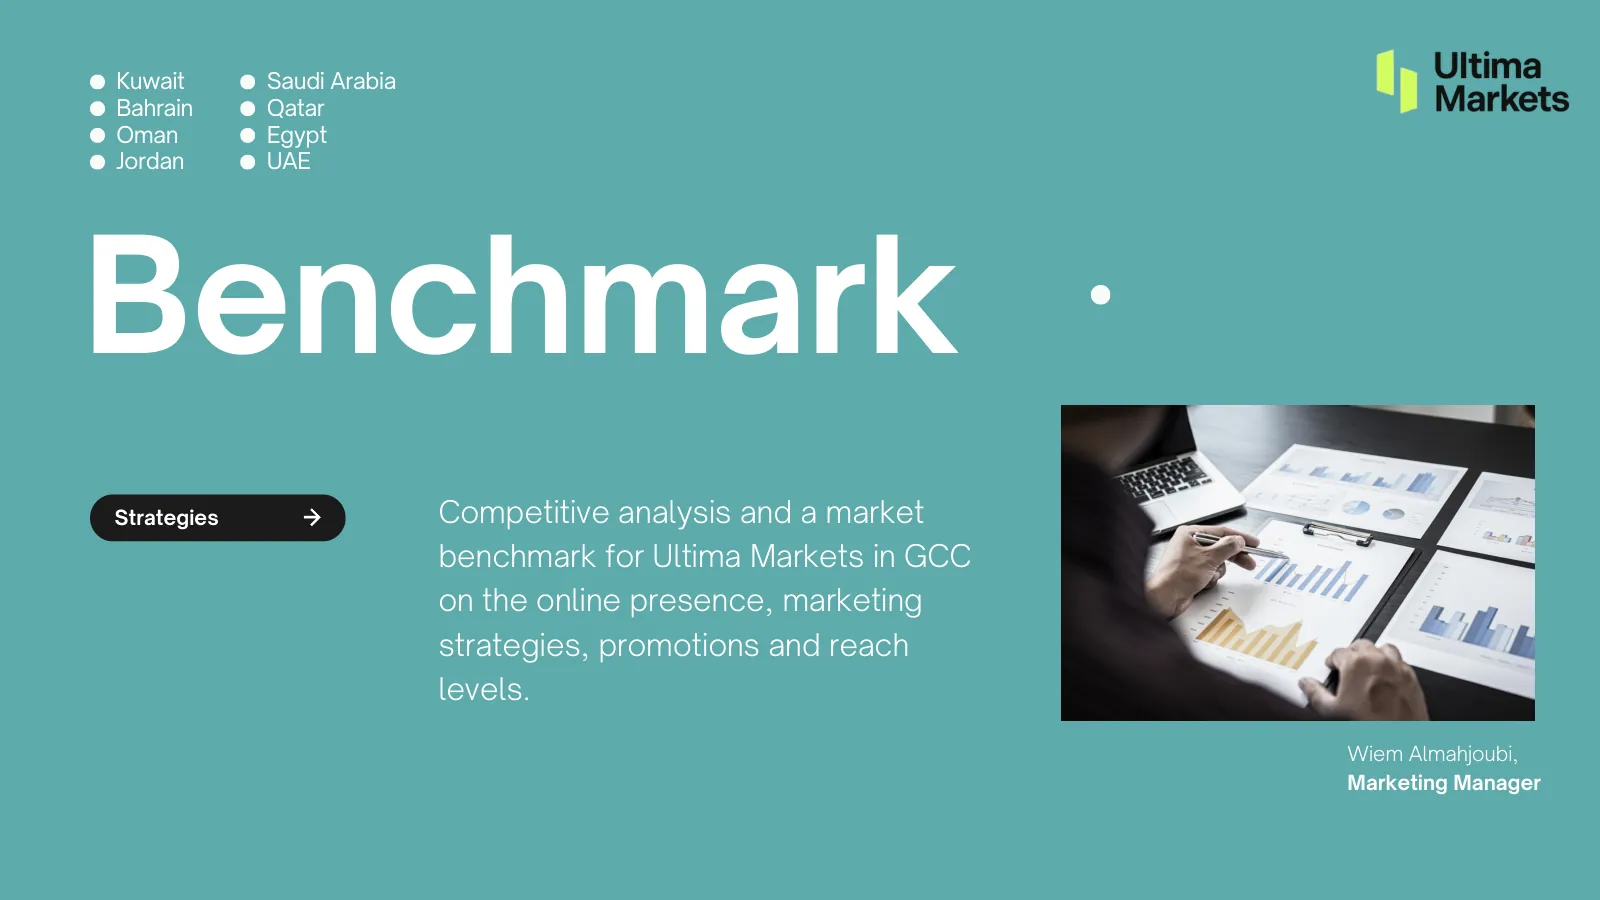 Kuwait
Bahrain
Oman
Jordan
Saudi Arabia
Qatar
Egypt
UAE
Ultima
Markets
Benchmark
Strategies
Competitive analysis and a market
benchmark for Ultima Markets in GCC
on the online presence, marketing
strategies, promotions and reach
levels.
Wiem Almahjoubi,
Marketing Manager